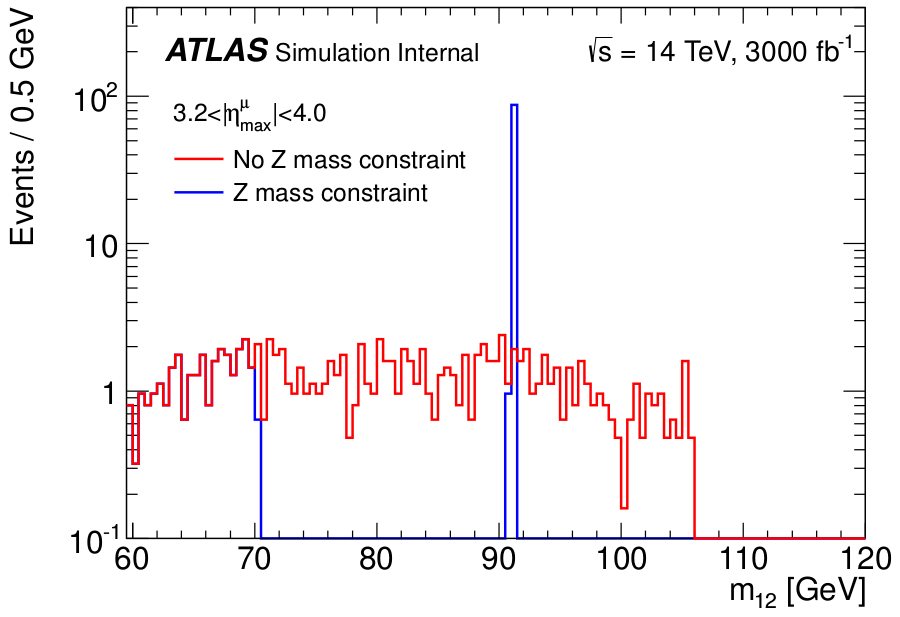 Events / 0.5 GeV
ATLAS Simulation Internal
√s = 14 TeV, 3000 fb⁻¹
3.2<|η^μ_max|<4.0
No Z mass constraint
Z mass constraint
10²
10
1
10⁻¹
60 70 80 90 100 110 120
m₁₂ [GeV]